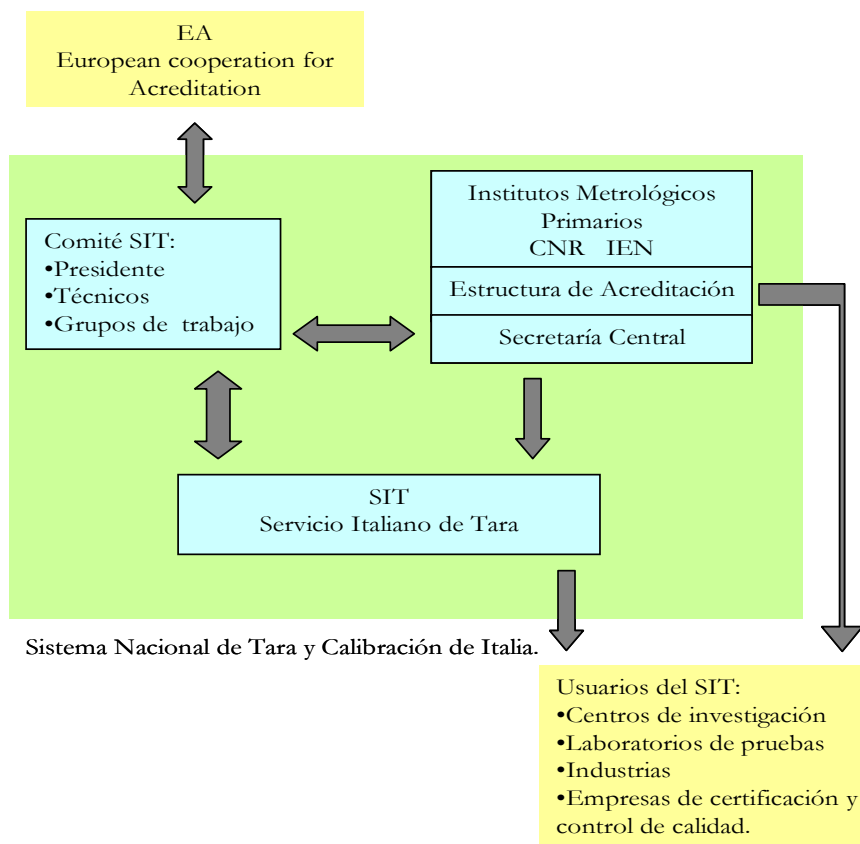 EA
European cooperation for
Acreditation
Institutos Metrológicos
Primarios
CNR IEN
Estructura de Acreditación
Secretaría Central
Comité SIT:
•Presidente
•Técnicos
•Grupos de trabajo
SIT
Servicio Italiano de Tara
Sistema Nacional de Tara y Calibración de Italia.
Usuarios del SIT:
•Centros de investigación
•Laboratorios de pruebas
•Industrias
•Empresas de certificación y
control de calidad.